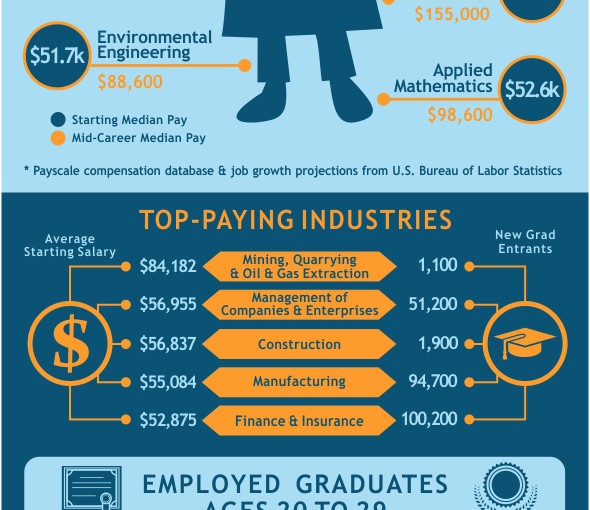 $155,000
Environmental
Engineering
$51.7k
$88,600
Applied
Mathematics
$52.6k
$98,600
Starting Median Pay
Mid-Career Median Pay
* Payscale compensation database & job growth projections from U.S. Bureau of Labor Statistics
TOP-PAYING INDUSTRIES
Average
Starting Salary
New Grad
Entrants
$84,182
Mining, Quarrying
& Oil & Gas Extraction
1,100
$56,955
Management of
Companies & Enterprises
51,200
$56,837
Construction
1,900
$55,084
Manufacturing
94,700
$52,875
Finance & Insurance
100,200
$
EMPLOYED GRADUATES
AGES 20 TO 29